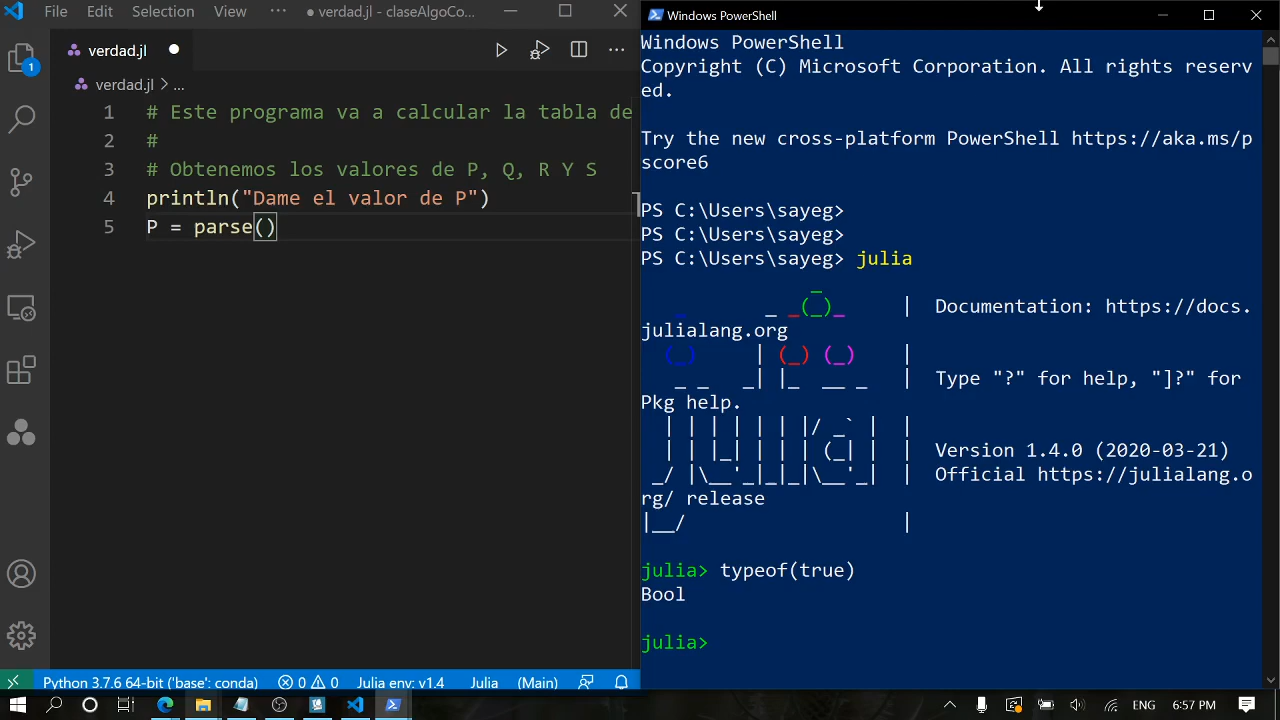 File Edit Selection View ··· ● verdad.jl - claseAlgoCo...
verdad.jl
verdad.jl > ...
1 # Este programa va a calcular la tabla de
2 #
3 # Obtenemos los valores de P, Q, R Y S
4 println("Dame el valor de P")
5 P = parse()
1
Python 3.7.6 64-bit ('base': conda) 0 0 Julia env: v1.4 Julia (Main)
Windows PowerShell
Windows PowerShell
Copyright (C) Microsoft Corporation. All rights reserv
ed.
Try the new cross-platform PowerShell https://aka.ms/p
score6
PS C:\Users\sayeg>
PS C:\Users\sayeg>
PS C:\Users\sayeg> julia
               _
   _       _ _(_)_     |  Documentation: https://docs.
julialang.org
  (_)     | (_) (_)    |
   _ _   _| |_  __ _   |  Type "?" for help, "]?" for
Pkg help.
  | | | | | | |/ _` |  |
  | | |_| | | | (_| |  |  Version 1.4.0 (2020-03-21)
 _/ |\__'_|_|_|\__'_|  |  Official https://julialang.o
rg/ release
|__/                   |
julia> typeof(true)
Bool
julia>
ENG 6:57 PM